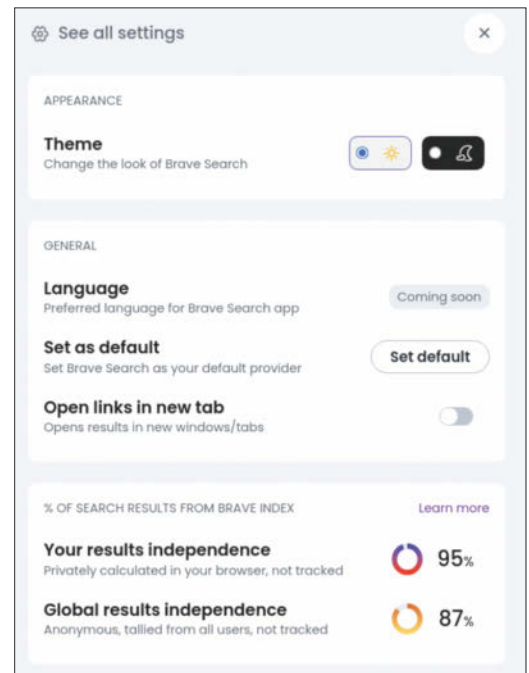 See all settings
APPEARANCE
Theme
Change the look of Brave Search
GENERAL
Language
Preferred language for Brave Search app
Coming soon
Set as default
Set Brave Search as your default provider
Set default
Open links in new tab
Opens results in new windows/tabs
% OF SEARCH RESULTS FROM BRAVE INDEX
Learn more
Your results independence
Privately calculated in your browser, not tracked
95%
Global results independence
Anonymous, tallied from all users, not tracked
87%